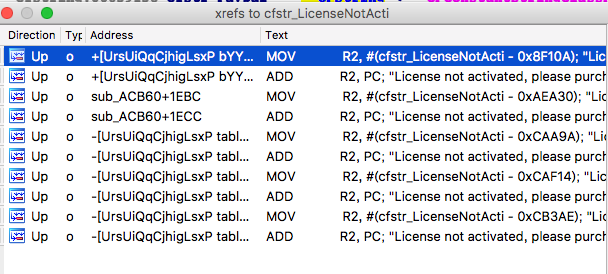 xrefs to cfstr_LicenseNotActi
Direction Typ Address Text
Up o +[UrsUiQqCjhigLsxP bYY... MOV R2, #(cfstr_LicenseNotActi - 0x8F10A); "Lic
Up o +[UrsUiQqCjhigLsxP bYY... ADD R2, PC; "License not activated, please purch
Up o sub_ACB60+1EBC MOV R2, #(cfstr_LicenseNotActi - 0xAEA30); "Lic
Up o sub_ACB60+1ECC ADD R2, PC; "License not activated, please purch
Up o -[UrsUiQqCjhigLsxP tabl... MOV R2, #(cfstr_LicenseNotActi - 0xCAA9A); "Lic
Up o -[UrsUiQqCjhigLsxP tabl... ADD R2, PC; "License not activated, please purch
Up o -[UrsUiQqCjhigLsxP tabl... MOV R2, #(cfstr_LicenseNotActi - 0xCAF14); "Lic
Up o -[UrsUiQqCjhigLsxP tabl... ADD R2, PC; "License not activated, please purch
Up o -[UrsUiQqCjhigLsxP tabl... MOV R2, #(cfstr_LicenseNotActi - 0xCB3AE); "Lic
Up o -[UrsUiQqCjhigLsxP tabl... ADD R2, PC; "License not activated, please purch